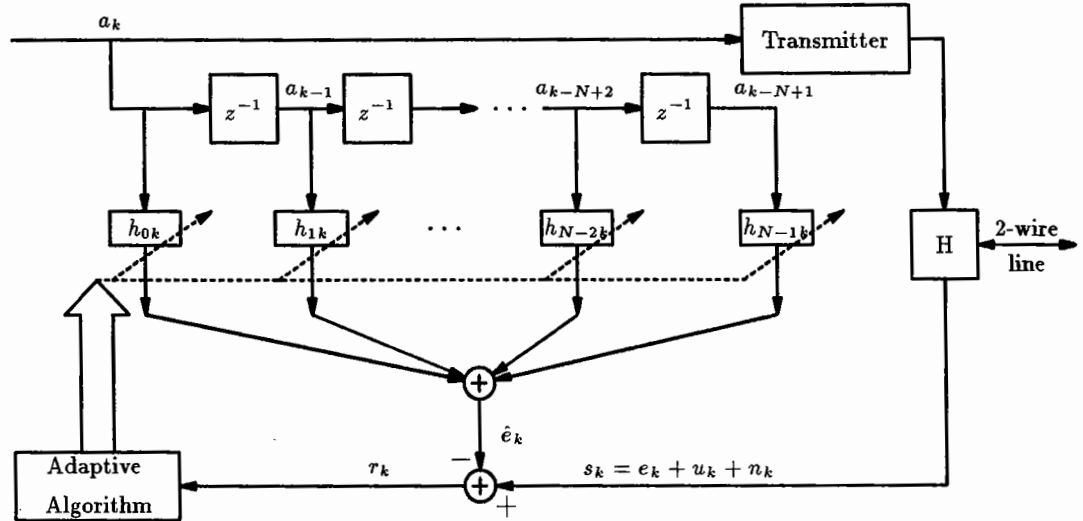 a_k
Transmitter
z^{-1}
a_{k-1}
z^{-1}
· · ·
a_{k-N+2}
z^{-1}
a_{k-N+1}
h_{0k}
h_{1k}
· · ·
h_{N-2k}
h_{N-1k}
H
2-wire
line
+
ê_k
−
+
+
r_k
s_k = e_k + u_k + n_k
Adaptive
Algorithm